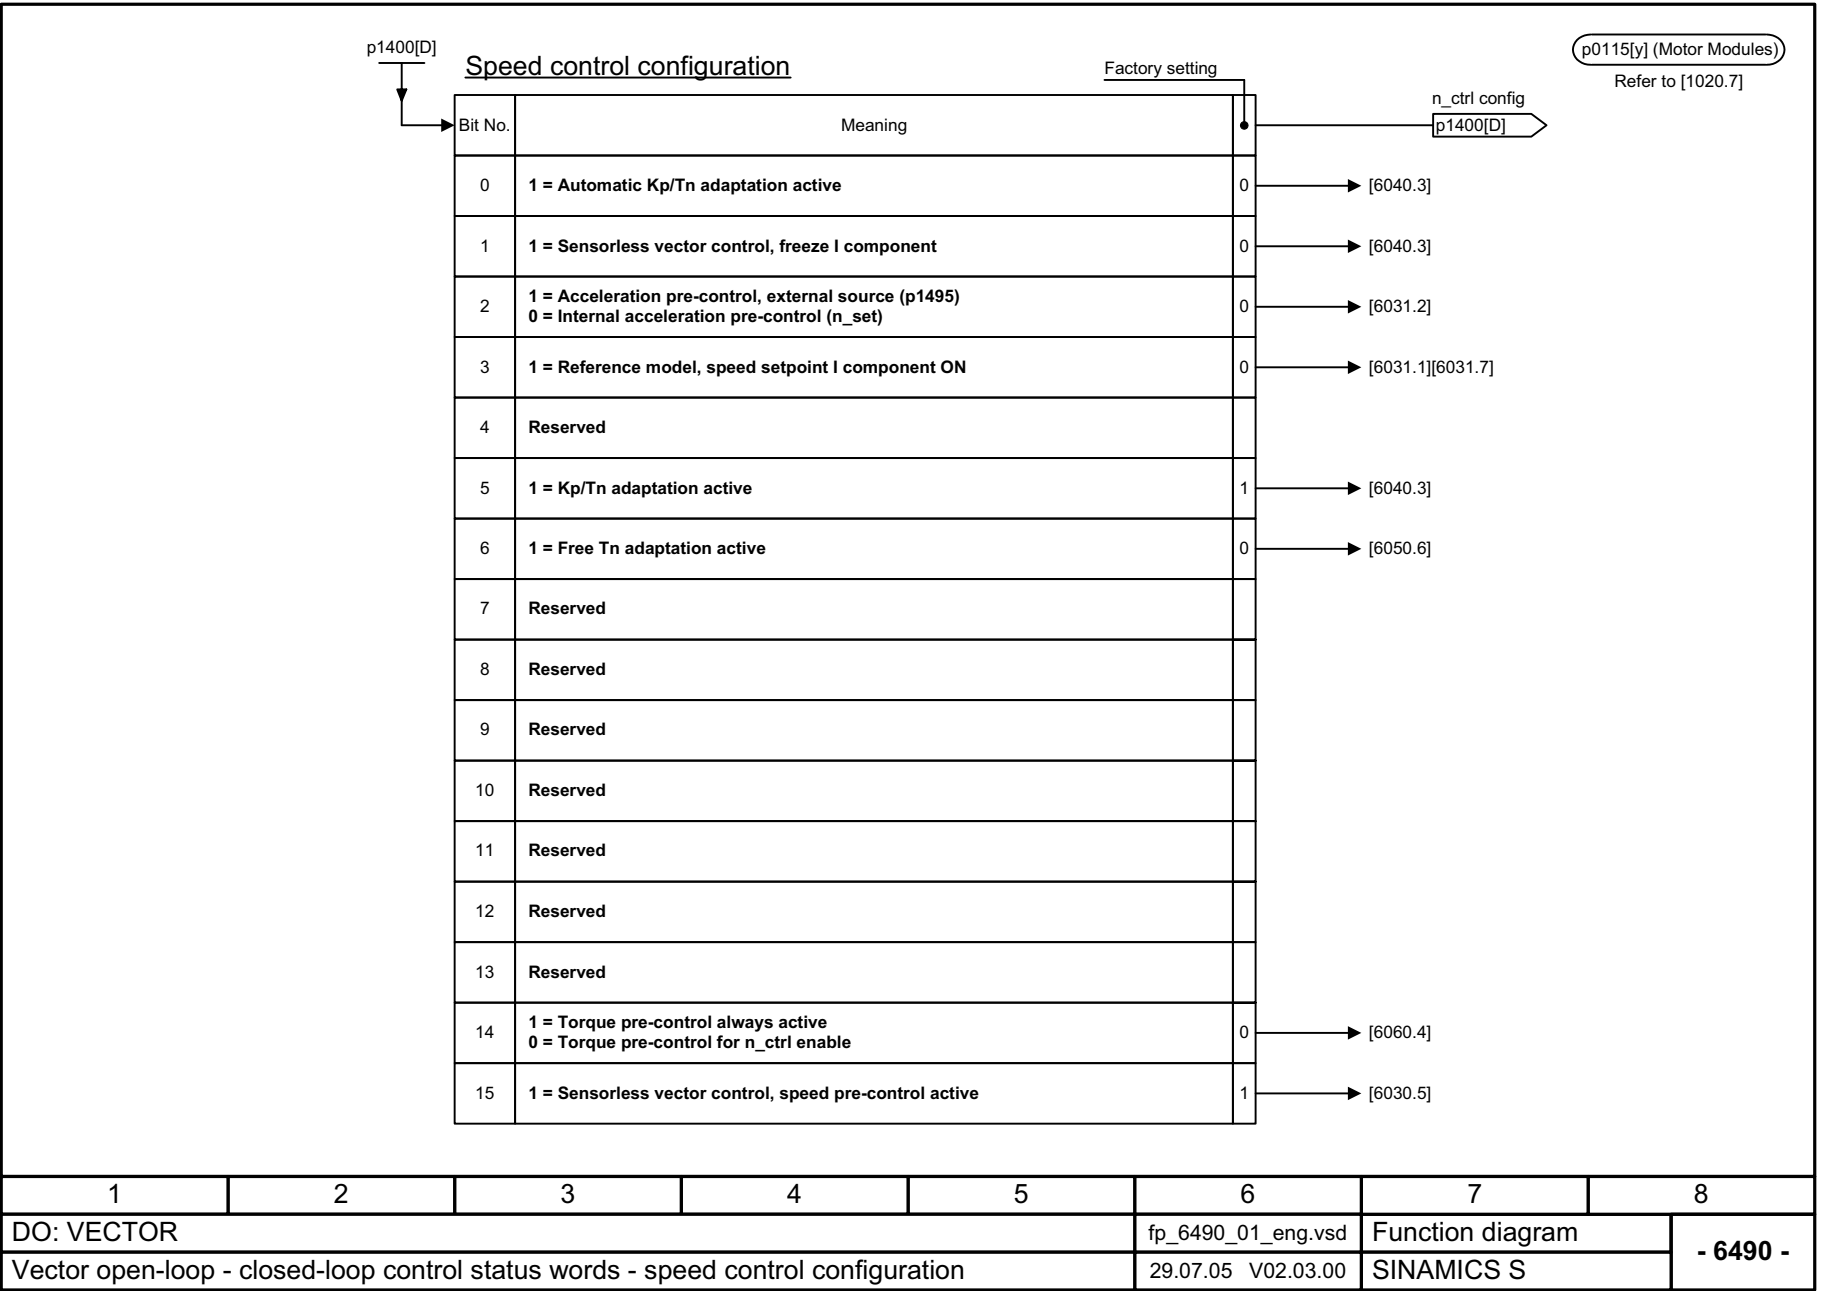 p1400[D]
Speed control configuration
Factory setting
p0115[y] (Motor Modules)
Refer to [1020.7]
n_ctrl config
p1400[D]
Bit No. Meaning
0 1 = Automatic Kp/Tn adaptation active 0 [6040.3]
1 1 = Sensorless vector control, freeze I component 0 [6040.3]
1 = Acceleration pre-control, external source (p1495)
2 0 [6031.2]
0 = Internal acceleration pre-control (n_set)
3 1 = Reference model, speed setpoint I component ON 0 [6031.1][6031.7]
4 Reserved
5 1 = Kp/Tn adaptation active 1 [6040.3]
6 1 = Free Tn adaptation active 0 [6050.6]
7 Reserved
8 Reserved
9 Reserved
10 Reserved
11 Reserved
12 Reserved
13 Reserved
1 = Torque pre-control always active
14 0 [6060.4]
0 = Torque pre-control for n_ctrl enable
15 1 = Sensorless vector control, speed pre-control active 1 [6030.5]
1 2 3 4 5 6 7 8
DO: VECTOR fp_6490_01_eng.vsd Function diagram
- 6490 -
Vector open-loop - closed-loop control status words - speed control configuration 29.07.05 V02.03.00 SINAMICS S